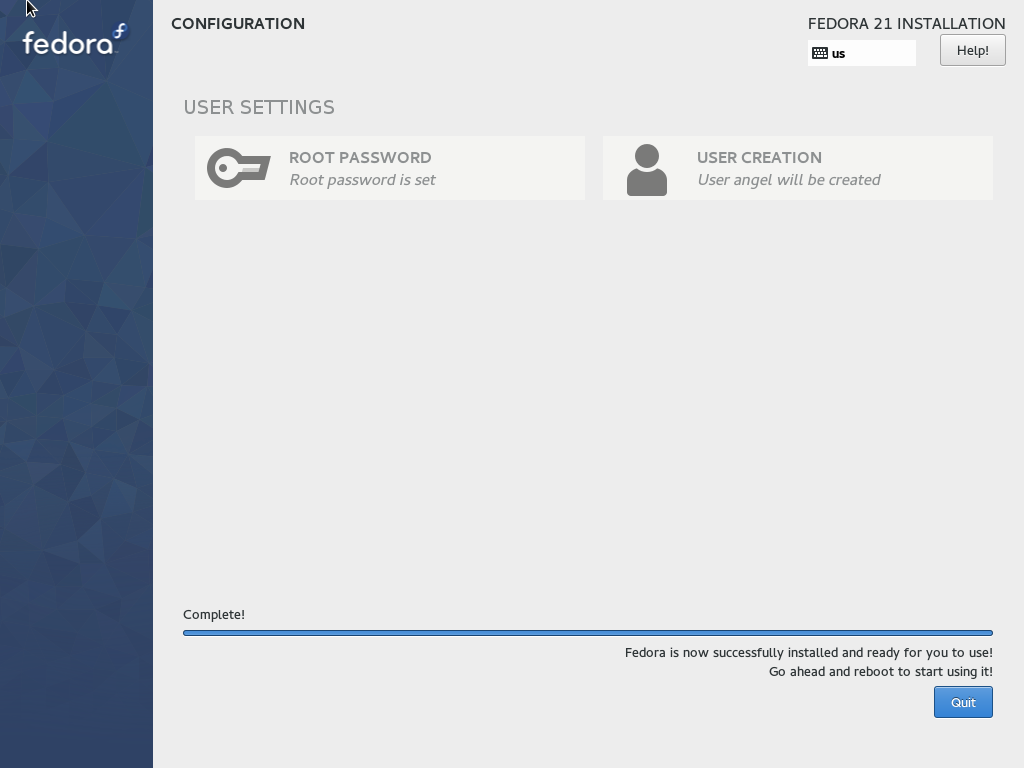 fedora
CONFIGURATION
FEDORA 21 INSTALLATION
us
Help!
USER SETTINGS
ROOT PASSWORD
Root password is set
USER CREATION
User angel will be created
Complete!
Fedora is now successfully installed and ready for you to use!
Go ahead and reboot to start using it!
Quit